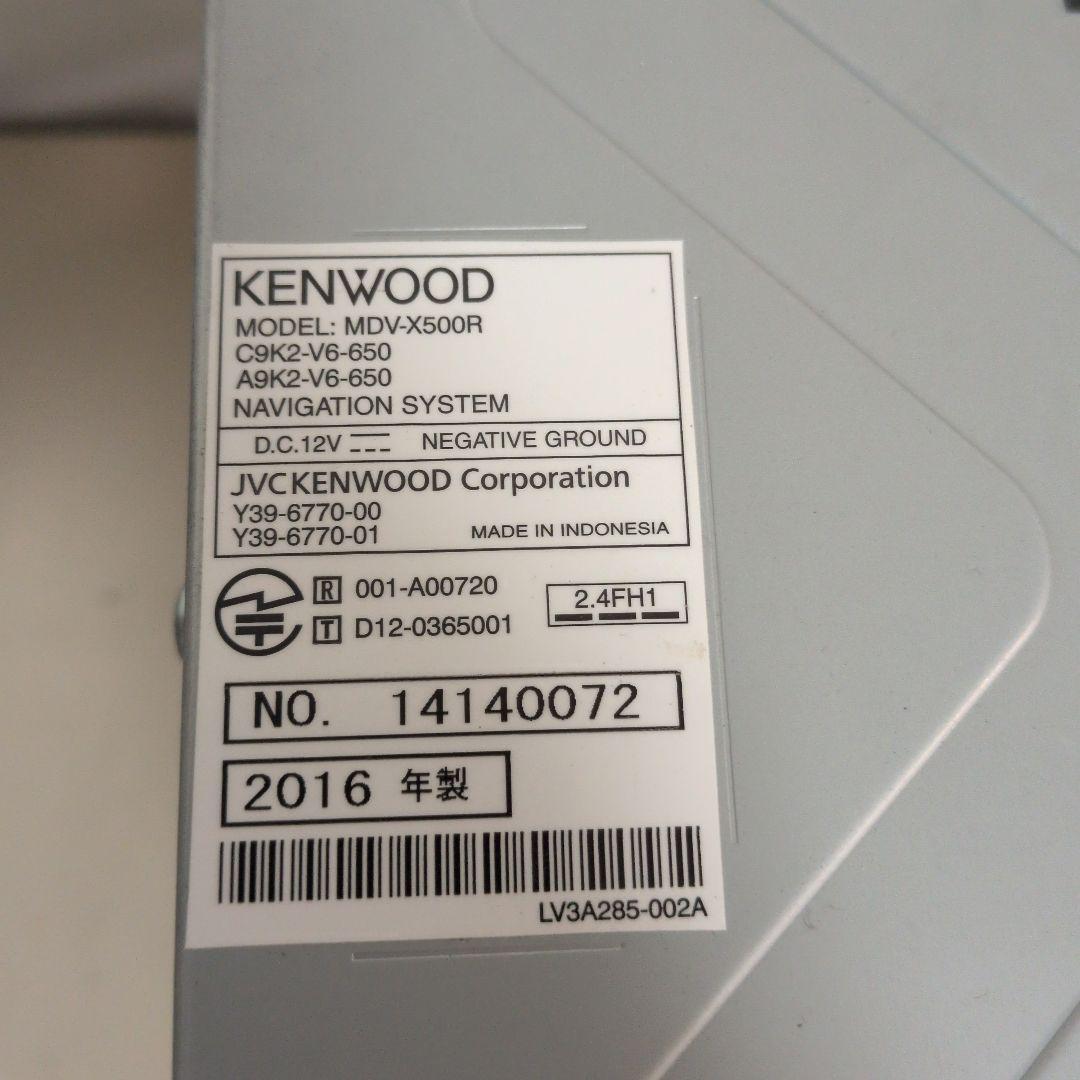 KENWOOD
MODEL: MDV-X500R
C9K2-V6-650
A9K2-V6-650
NAVIGATION SYSTEM
D.C.12V NEGATIVE GROUND
JVCKENWOOD Corporation
Y39-6770-00
Y39-6770-01 MADE IN INDONESIA
R 001-A00720
T D12-0365001
2.4FH1
NO. 14140072
2016 年製
LV3A285-002A